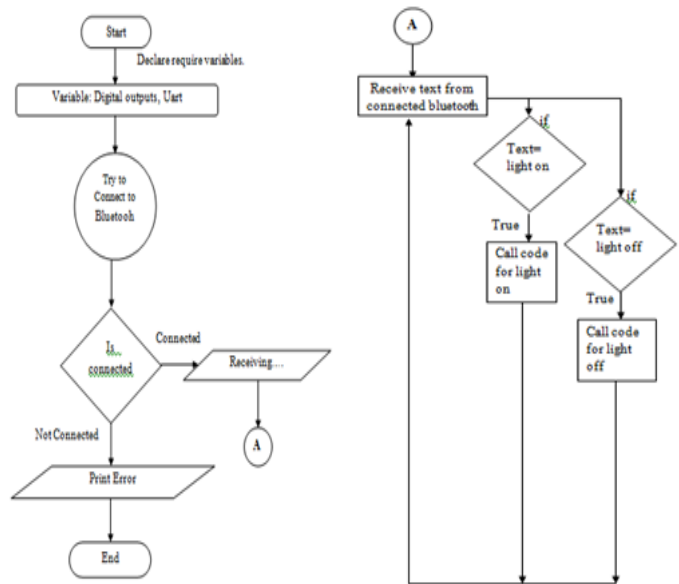 Start
Declare require variables.
Variable: Digital outputs, Uart
Try to
Connect to
Bluetooh
Is
connected
Connected
Receiving....
A
Not Connected
Print Error
End
A
Receive text from
connected bluetooth
if
Text=
light on
True
Call code
for light
on
if
Text=
light off
True
Call code
for light
off